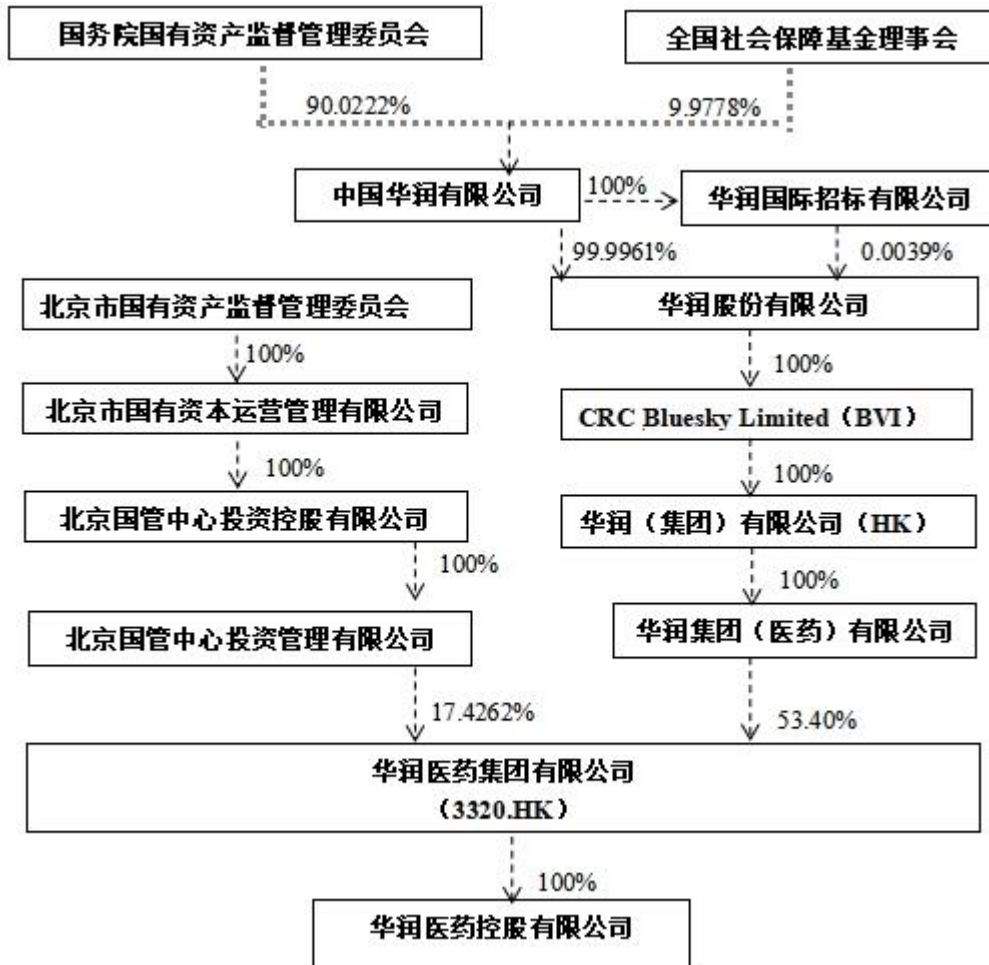 国务院国有资产监督管理委员会
全国社会保障基金理事会
90.0222%
9.9778%
中国华润有限公司
100%
华润国际招标有限公司
99.9961%
0.0039%
北京市国有资产监督管理委员会
华润股份有限公司
100%
100%
北京市国有资本运营管理有限公司
CRC Bluesky Limited（BVI）
100%
100%
北京国管中心投资控股有限公司
华润（集团）有限公司（HK）
100%
100%
北京国管中心投资管理有限公司
华润集团（医药）有限公司
17.4262%
53.40%
华润医药集团有限公司
（3320.HK）
100%
华润医药控股有限公司